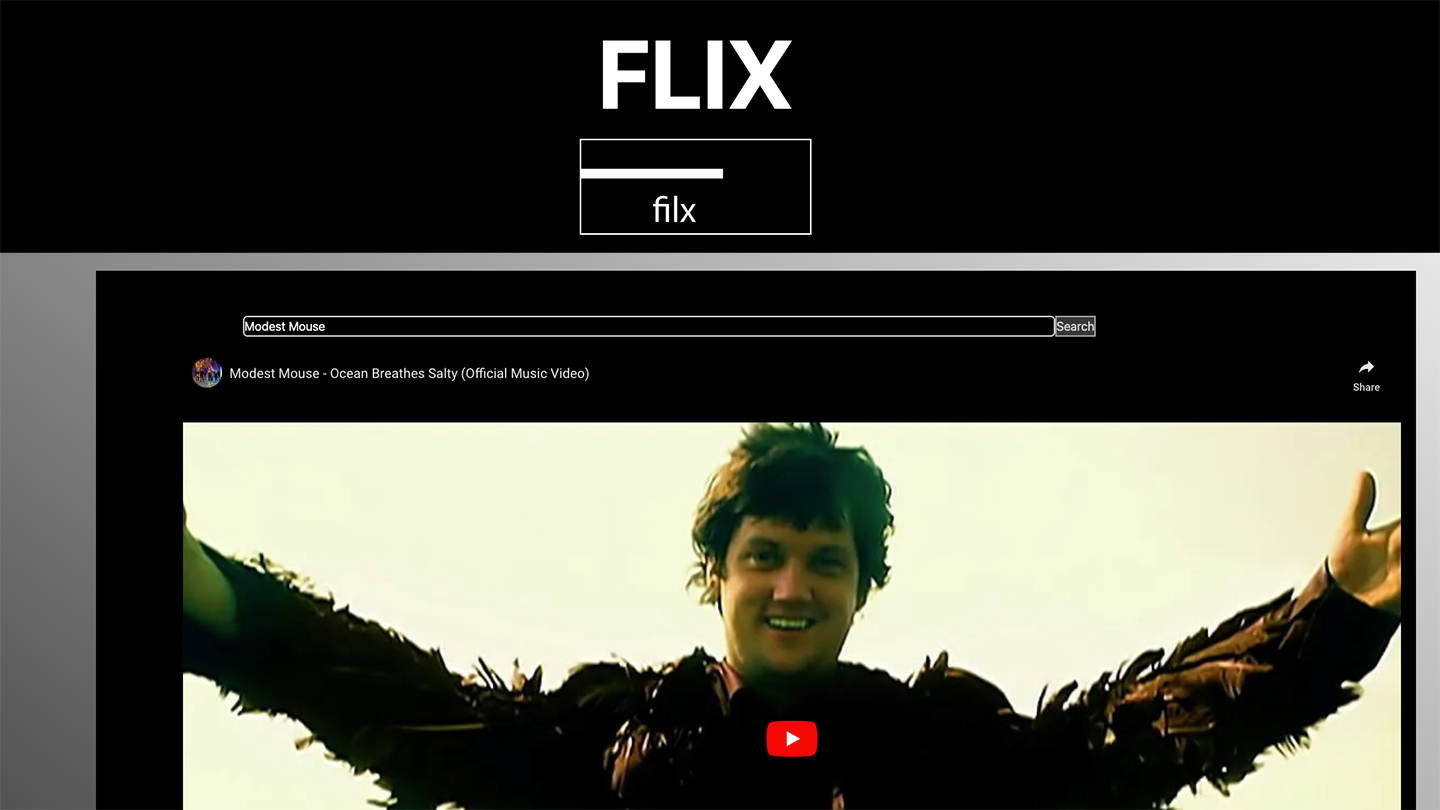 FLIX
filx
Modest Mouse Search
Modest Mouse - Ocean Breathes Salty (Official Music Video)
Share